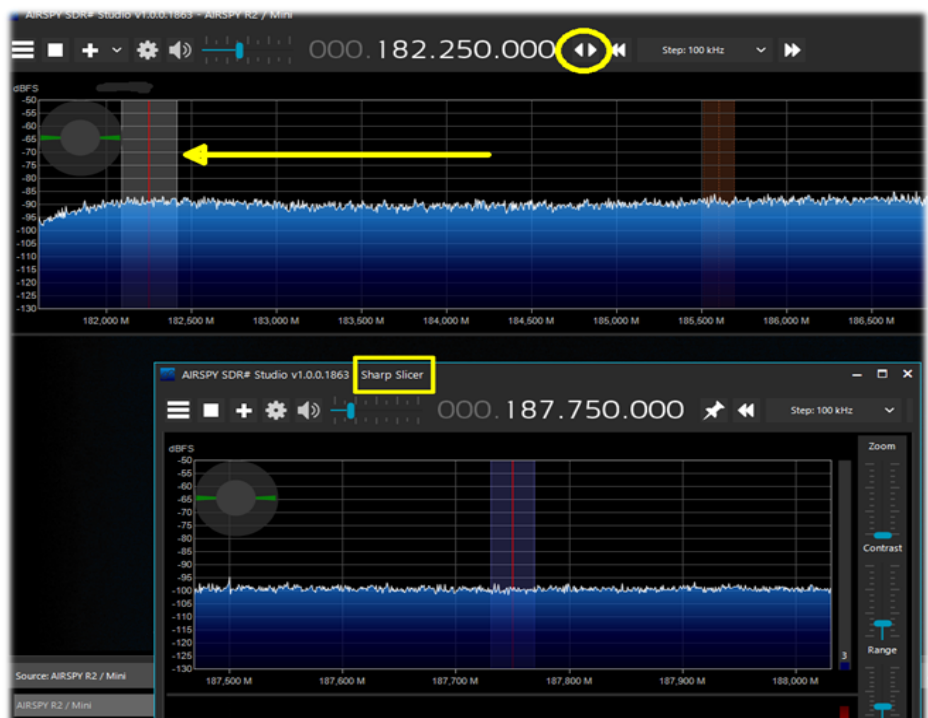 AIRSPY SDR# Studio v1.0.0.1863 - AIRSPY R2 / Mini
000.182.250.000
Step: 100 kHz
dBFS
-50
-55
-60
-65
-70
-75
-80
-85
-90
-95
-100
-105
-110
-115
-120
-125
-130
182,000 M 182,500 M 183,000 M 183,500 M 184,000 M 184,500 M 185,000 M 185,500 M 186,000 M 186,500 M
AIRSPY SDR# Studio v1.0.0.1863 Sharp Slicer
000.187.750.000
Step: 100 kHz
dBFS
-50
-55
-60
-65
-70
-75
-80
-85
-90
-95
-100
-105
-110
-115
-120
-125
-130
187,500 M 187,600 M 187,700 M 187,800 M 187,900 M 188,000 M
3
Zoom
Contrast
Range
Source: AIRSPY R2 / Mini
AIRSPY R2 / Mini